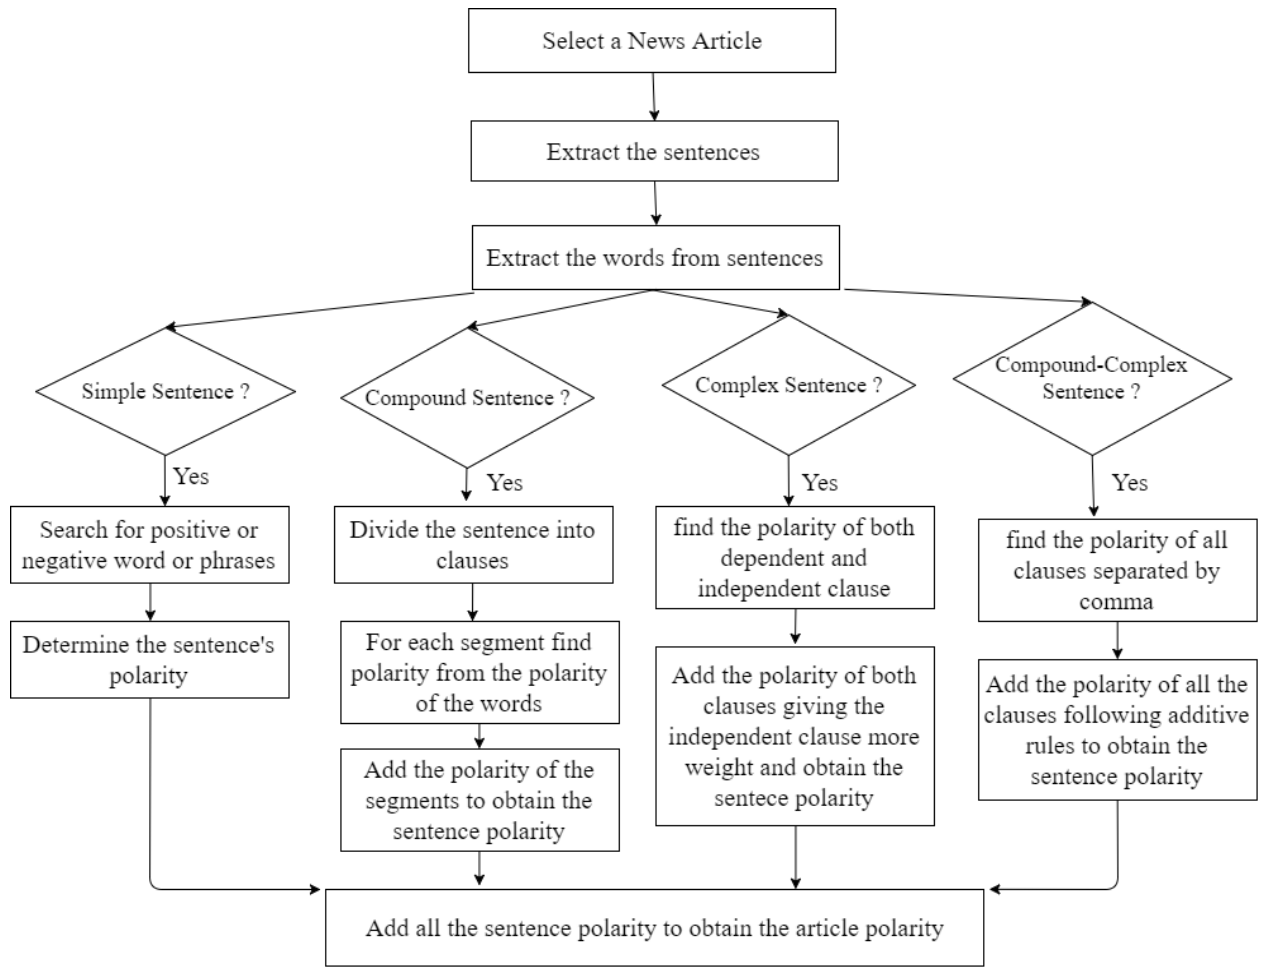 Select a News Article
Extract the sentences
Extract the words from sentences
Simple Sentence ?
Compound Sentence ?
Complex Sentence ?
Compound-Complex
Sentence ?
Yes
Yes
Yes
Yes
Search for positive or
negative word or phrases
Determine the sentence's
polarity
Divide the sentence into
clauses
For each segment find
polarity from the polarity
of the words
Add the polarity of the
segments to obtain the
sentence polarity
find the polarity of both
dependent and
independent clause
Add the polarity of both
clauses giving the
independent clause more
weight and obtain the
sentece polarity
find the polarity of all
clauses separated by
comma
Add the polarity of all the
clauses following additive
rules to obtain the
sentence polarity
Add all the sentence polarity to obtain the article polarity